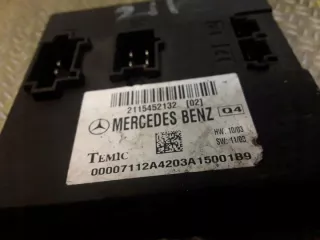 2115452132 [02]
MERCEDES BENZ Q4
HW: 10/03
SW: 11/03
TEMIC
00007112A4203A15001B9